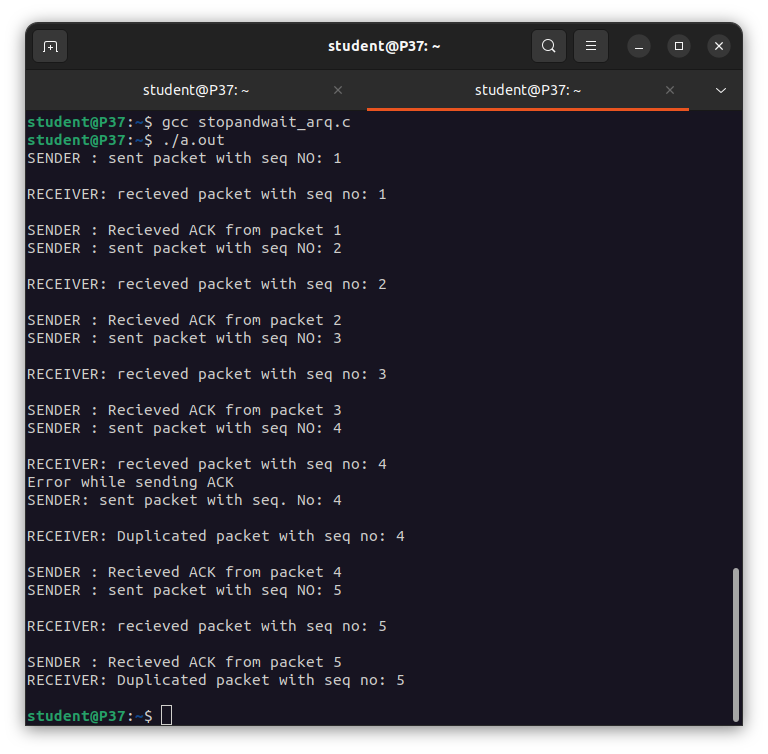 student@P37: ~
student@P37: ~
student@P37: ~
student@P37:~$ gcc stopandwait_arq.c
student@P37:~$ ./a.out
SENDER : sent packet with seq NO: 1
RECEIVER: recieved packet with seq no: 1
SENDER : Recieved ACK from packet 1
SENDER : sent packet with seq NO: 2
RECEIVER: recieved packet with seq no: 2
SENDER : Recieved ACK from packet 2
SENDER : sent packet with seq NO: 3
RECEIVER: recieved packet with seq no: 3
SENDER : Recieved ACK from packet 3
SENDER : sent packet with seq NO: 4
RECEIVER: recieved packet with seq no: 4
Error while sending ACK
SENDER: sent packet with seq. No: 4
RECEIVER: Duplicated packet with seq no: 4
SENDER : Recieved ACK from packet 4
SENDER : sent packet with seq NO: 5
RECEIVER: recieved packet with seq no: 5
SENDER : Recieved ACK from packet 5
RECEIVER: Duplicated packet with seq no: 5
student@P37:~$